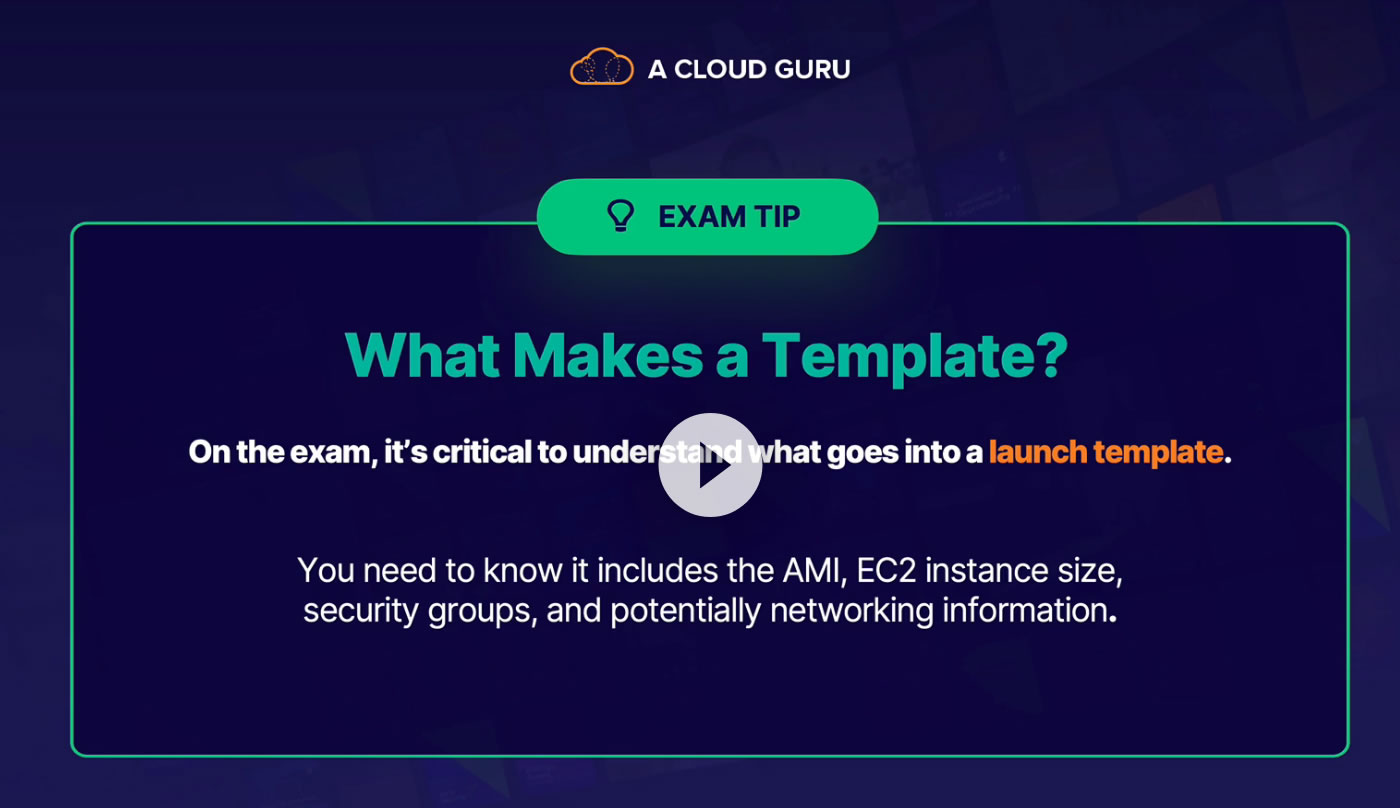 A CLOUD GURU
EXAM TIP
What Makes a Template?
On the exam, it’s critical to understand what goes into a launch template.
You need to know it includes the AMI, EC2 instance size,
security groups, and potentially networking information.